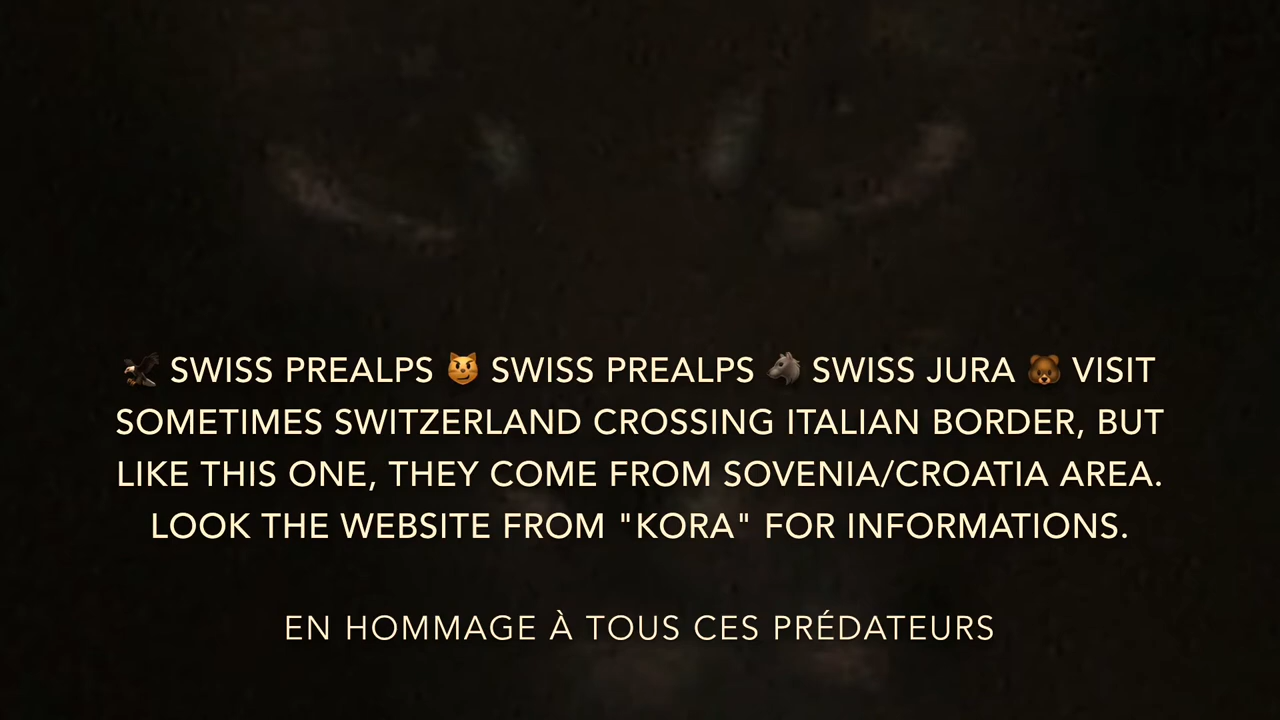 🦅 SWISS PREALPS 😼 SWISS PREALPS 🐺 SWISS JURA 🐻 VISIT
SOMETIMES SWITZERLAND CROSSING ITALIAN BORDER, BUT
LIKE THIS ONE, THEY COME FROM SOVENIA/CROATIA AREA.
LOOK THE WEBSITE FROM "KORA" FOR INFORMATIONS.
EN HOMMAGE À TOUS CES PRÉDATEURS